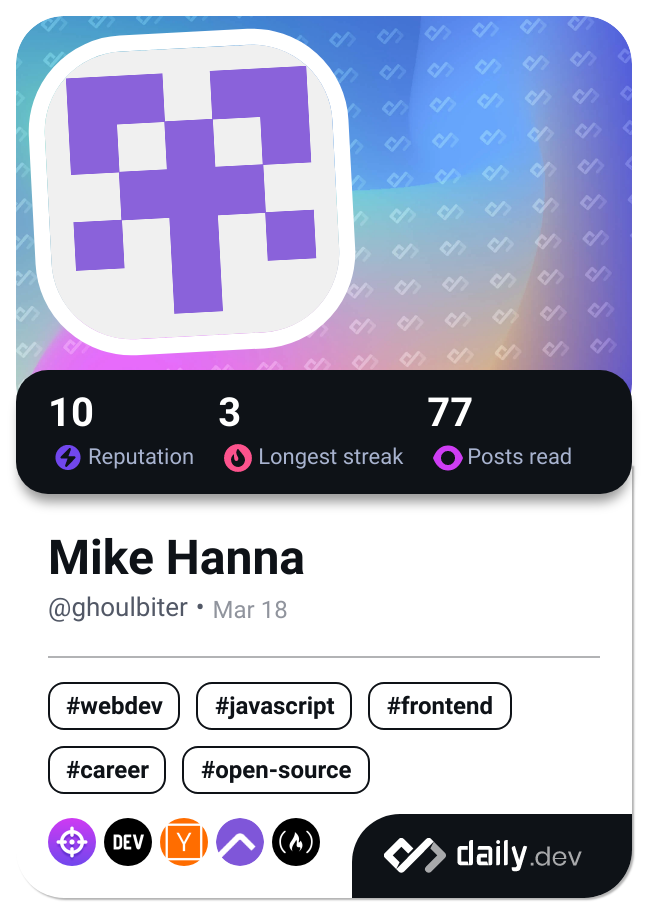 10 3 77
Reputation Longest streak Posts read
Mike Hanna
@ghoulbiter • Mar 18
#webdev #javascript #frontend
#career #open-source
DEV Y
daily.dev